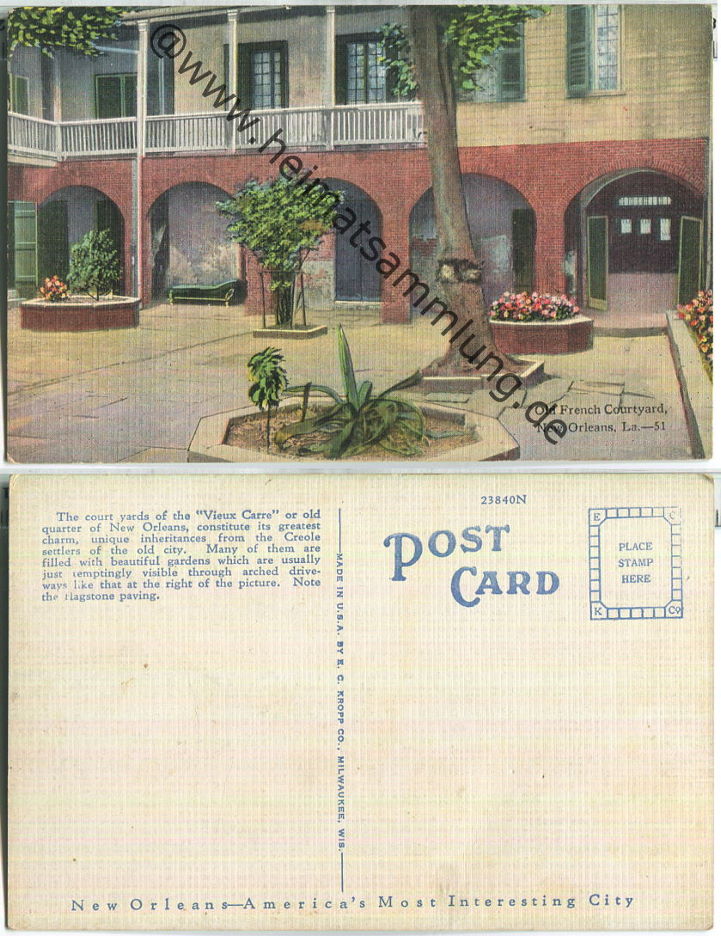 @www.heimatsammlung.de
Old French Courtyard,
New Orleans, La.—51
The court yards of the "Vieux Carre" or old
quarter of New Orleans, constitute its greatest
charm, unique inheritances from the Creole
settlers of the old city. Many of them are
filled with beautiful gardens which are usually
just temptingly visible through arched drive-
ways like that at the right of the picture. Note
the flagstone paving.
MADE IN U.S.A. BY E. C. KROPP CO., MILWAUKEE, WIS.
23840N
POST
CARD
E C
PLACE
STAMP
HERE
K Co
New Orleans—America's Most Interesting City